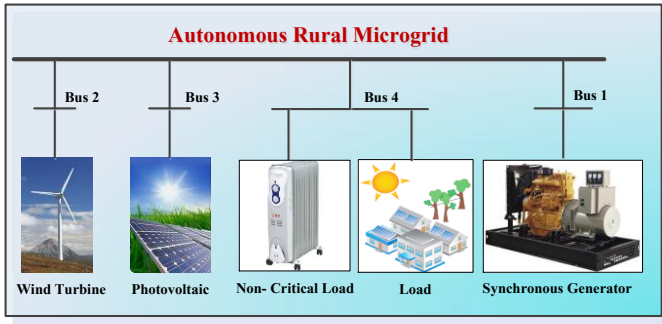 Autonomous Rural Microgrid
Bus 2
Bus 3
Bus 4
Bus 1
Wind Turbine
Photovoltaic
Non- Critical Load
Load
Synchronous Generator